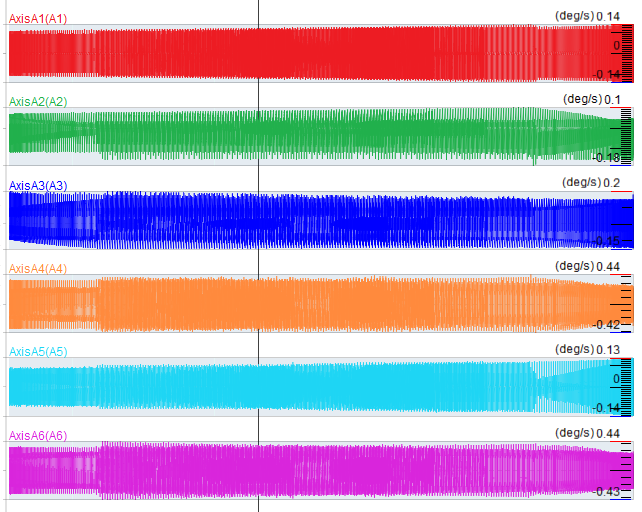 AxisA1(A1) (deg/s) 0.14
0
-0.14
AxisA2(A2) (deg/s) 0.1
-0.18
AxisA3(A3) (deg/s) 0.2
-0.15
AxisA4(A4) (deg/s) 0.44
-0.42
AxisA5(A5) (deg/s) 0.13
0
-0.14
AxisA6(A6) (deg/s) 0.44
-0.43